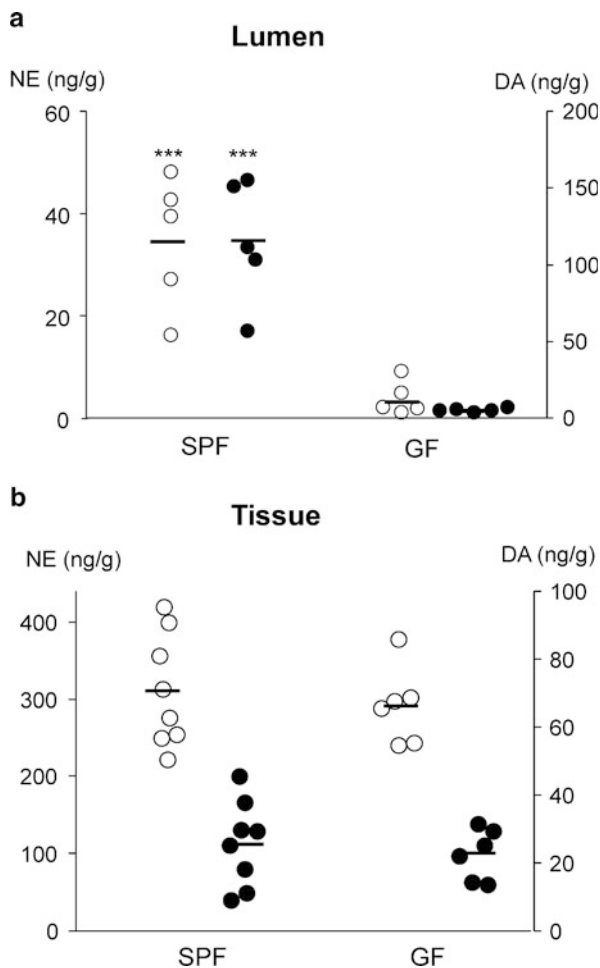 a
Lumen
NE (ng/g) DA (ng/g)
60 200
*** ***
150
40
100
20
50
0 0
SPF GF
b
Tissue
NE (ng/g) DA (ng/g)
100
400
80
300
60
200
40
100
20
0 0
SPF GF